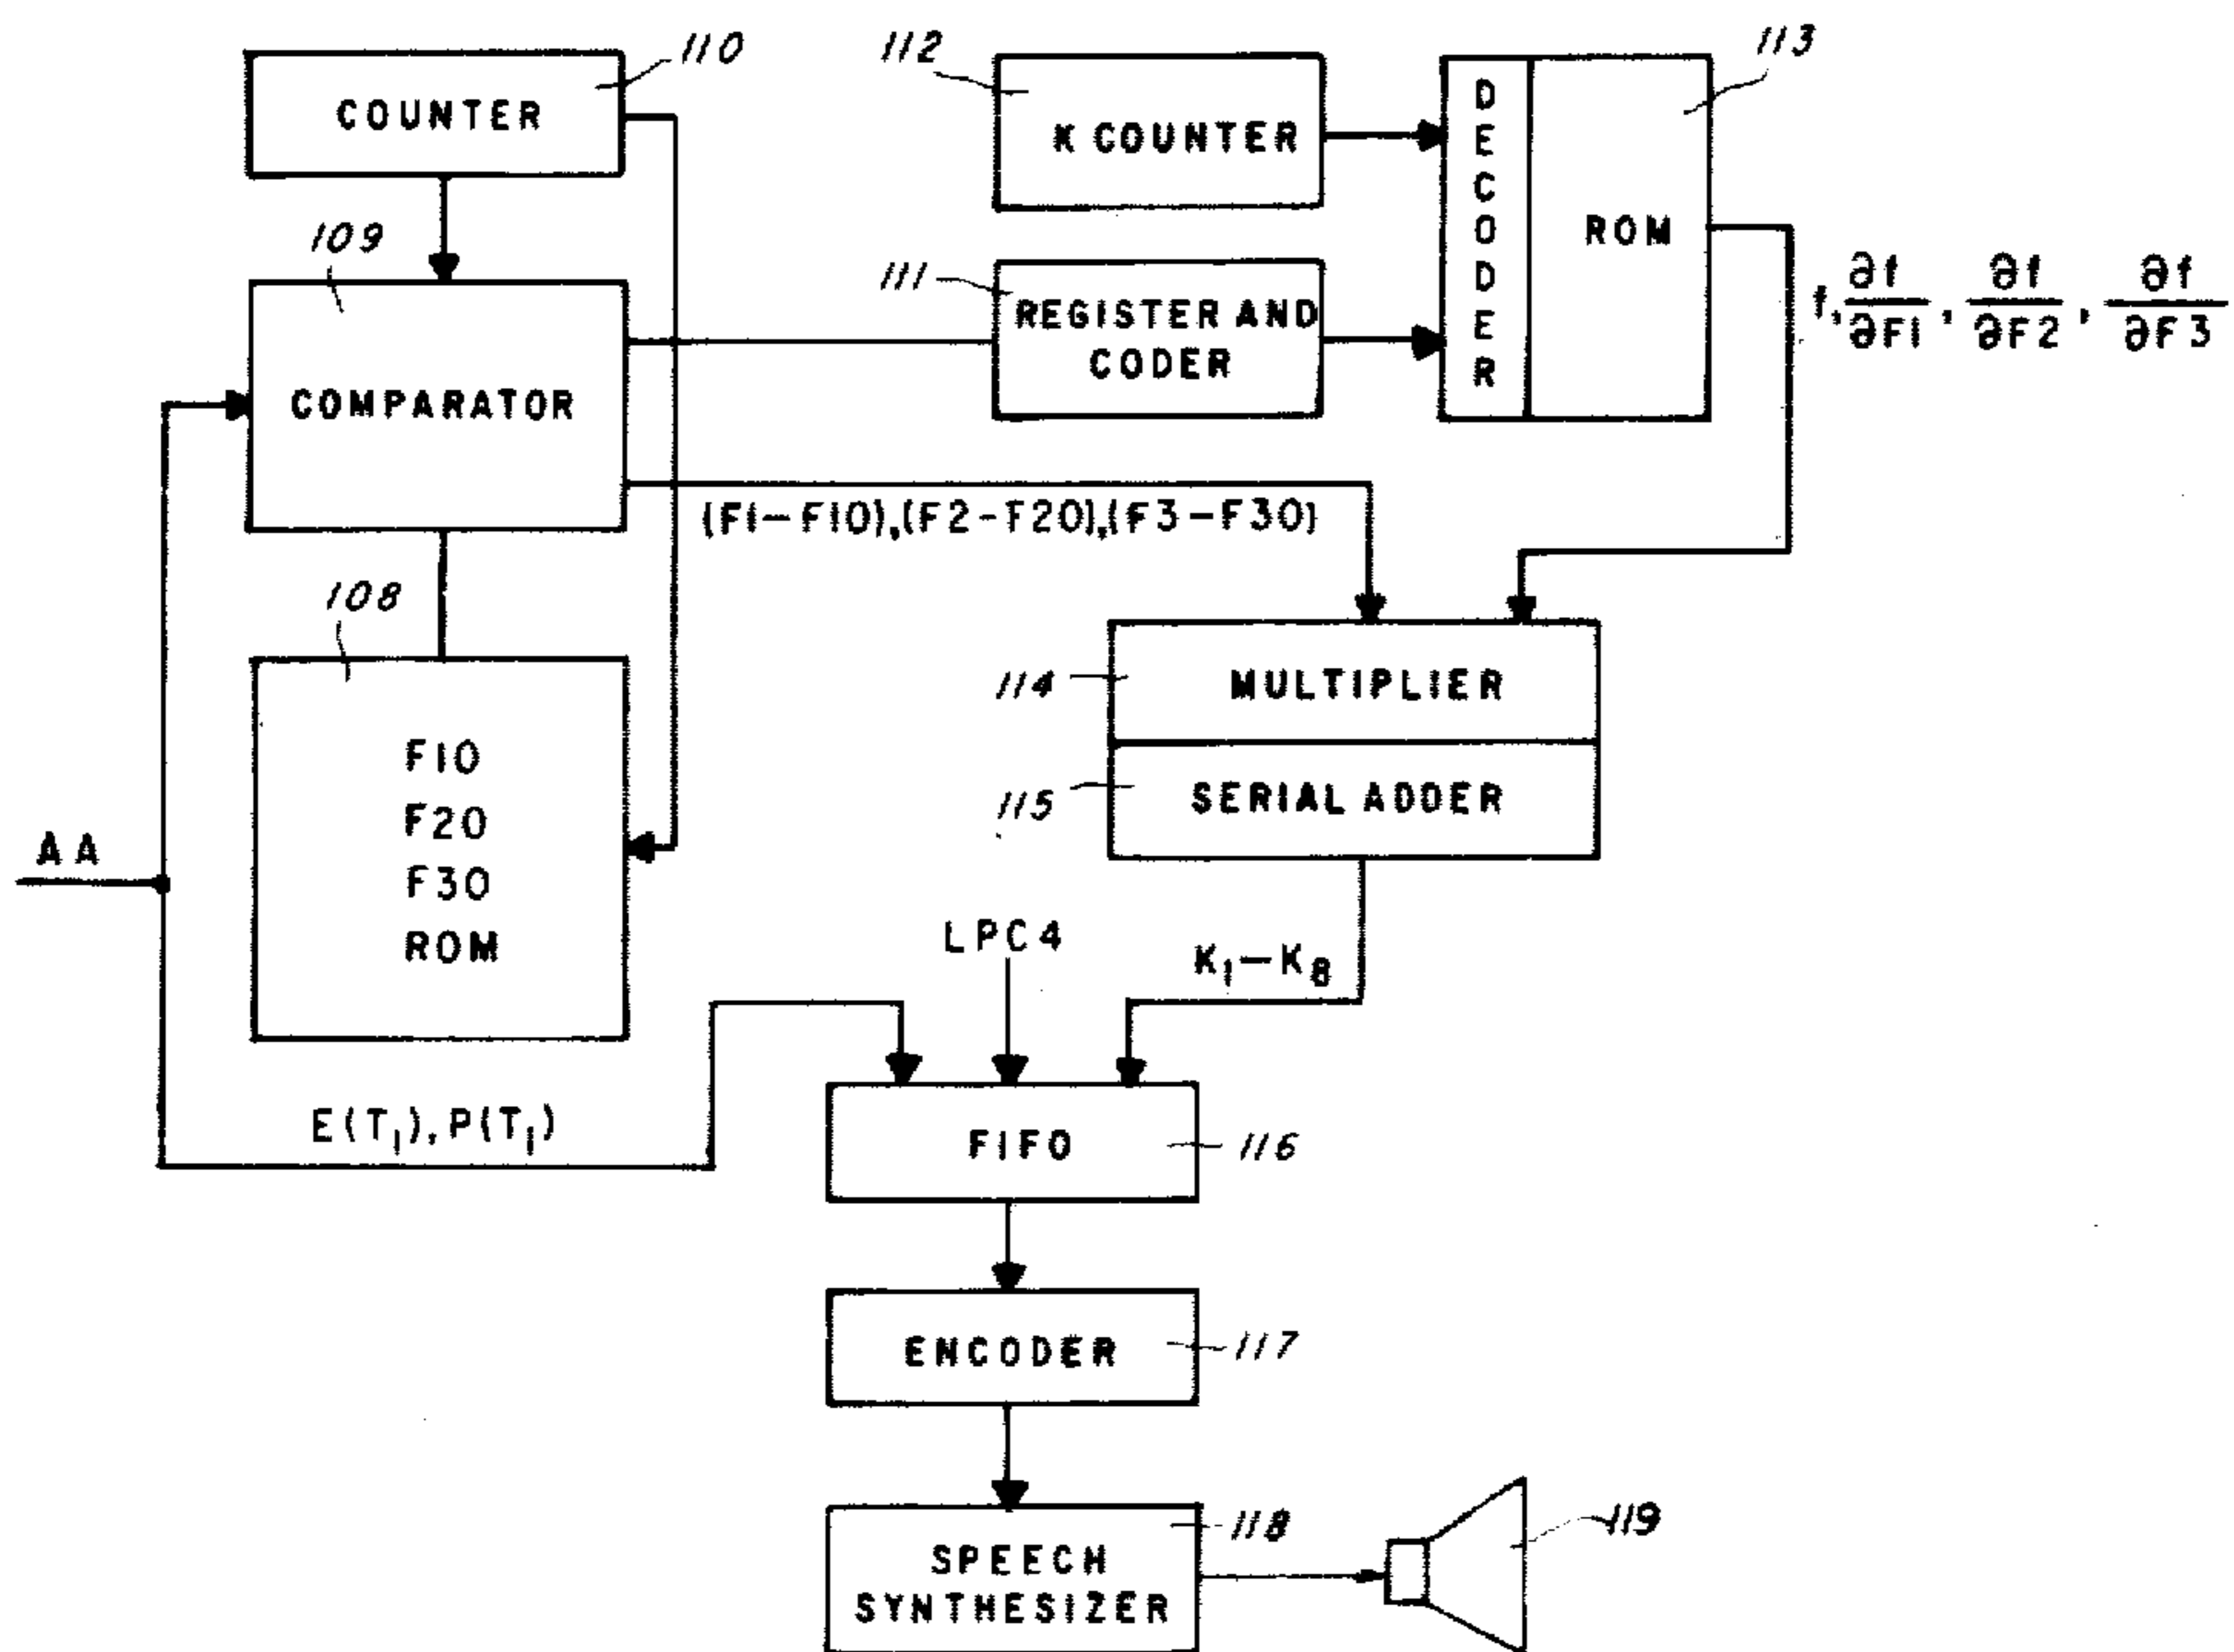 110
COUNTER
112
K COUNTER
113
DECODER
ROM
109
COMPARATOR
111
REGISTER AND
CODER
f, ∂f/∂F1, ∂f/∂F2, ∂f/∂F3
(F1-F10),(F2-F20),(F3-F30)
108
F10
F20
F30
ROM
114
MULTIPLIER
115
SERIAL ADDER
AA
LPC4
K1-K8
E(T1),P(T1)
FIFO
116
ENCODER
117
SPEECH
SYNTHESIZER
118
119